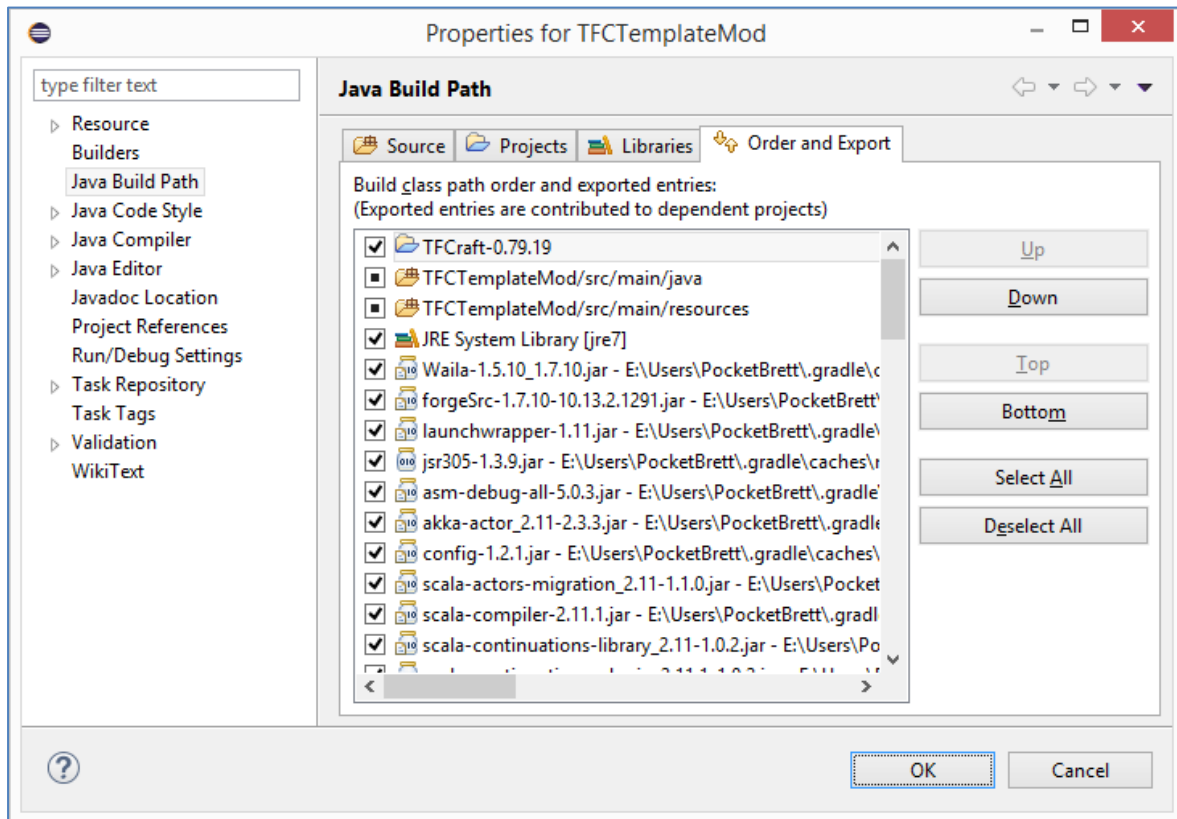 Properties for TFCTemplateMod
type filter text
Resource
Builders
Java Build Path
Java Code Style
Java Compiler
Java Editor
Javadoc Location
Project References
Run/Debug Settings
Task Repository
Task Tags
Validation
WikiText
Java Build Path
Source Projects Libraries Order and Export
Build class path order and exported entries:
(Exported entries are contributed to dependent projects)
TFCraft-0.79.19
TFCTemplateMod/src/main/java
TFCTemplateMod/src/main/resources
JRE System Library [jre7]
Waila-1.5.10_1.7.10.jar - E:\Users\PocketBrett\.gradle\c
forgeSrc-1.7.10-10.13.2.1291.jar - E:\Users\PocketBrett\
launchwrapper-1.11.jar - E:\Users\PocketBrett\.gradle\
jsr305-1.3.9.jar - E:\Users\PocketBrett\.gradle\caches\
asm-debug-all-5.0.3.jar - E:\Users\PocketBrett\.gradle\
akka-actor_2.11-2.3.3.jar - E:\Users\PocketBrett\.gradle
config-1.2.1.jar - E:\Users\PocketBrett\.gradle\caches\
scala-actors-migration_2.11-1.1.0.jar - E:\Users\Pocket
scala-compiler-2.11.1.jar - E:\Users\PocketBrett\.gradl
scala-continuations-library_2.11-1.0.2.jar - E:\Users\Po
Up
Down
Top
Bottom
Select All
Deselect All
OK
Cancel